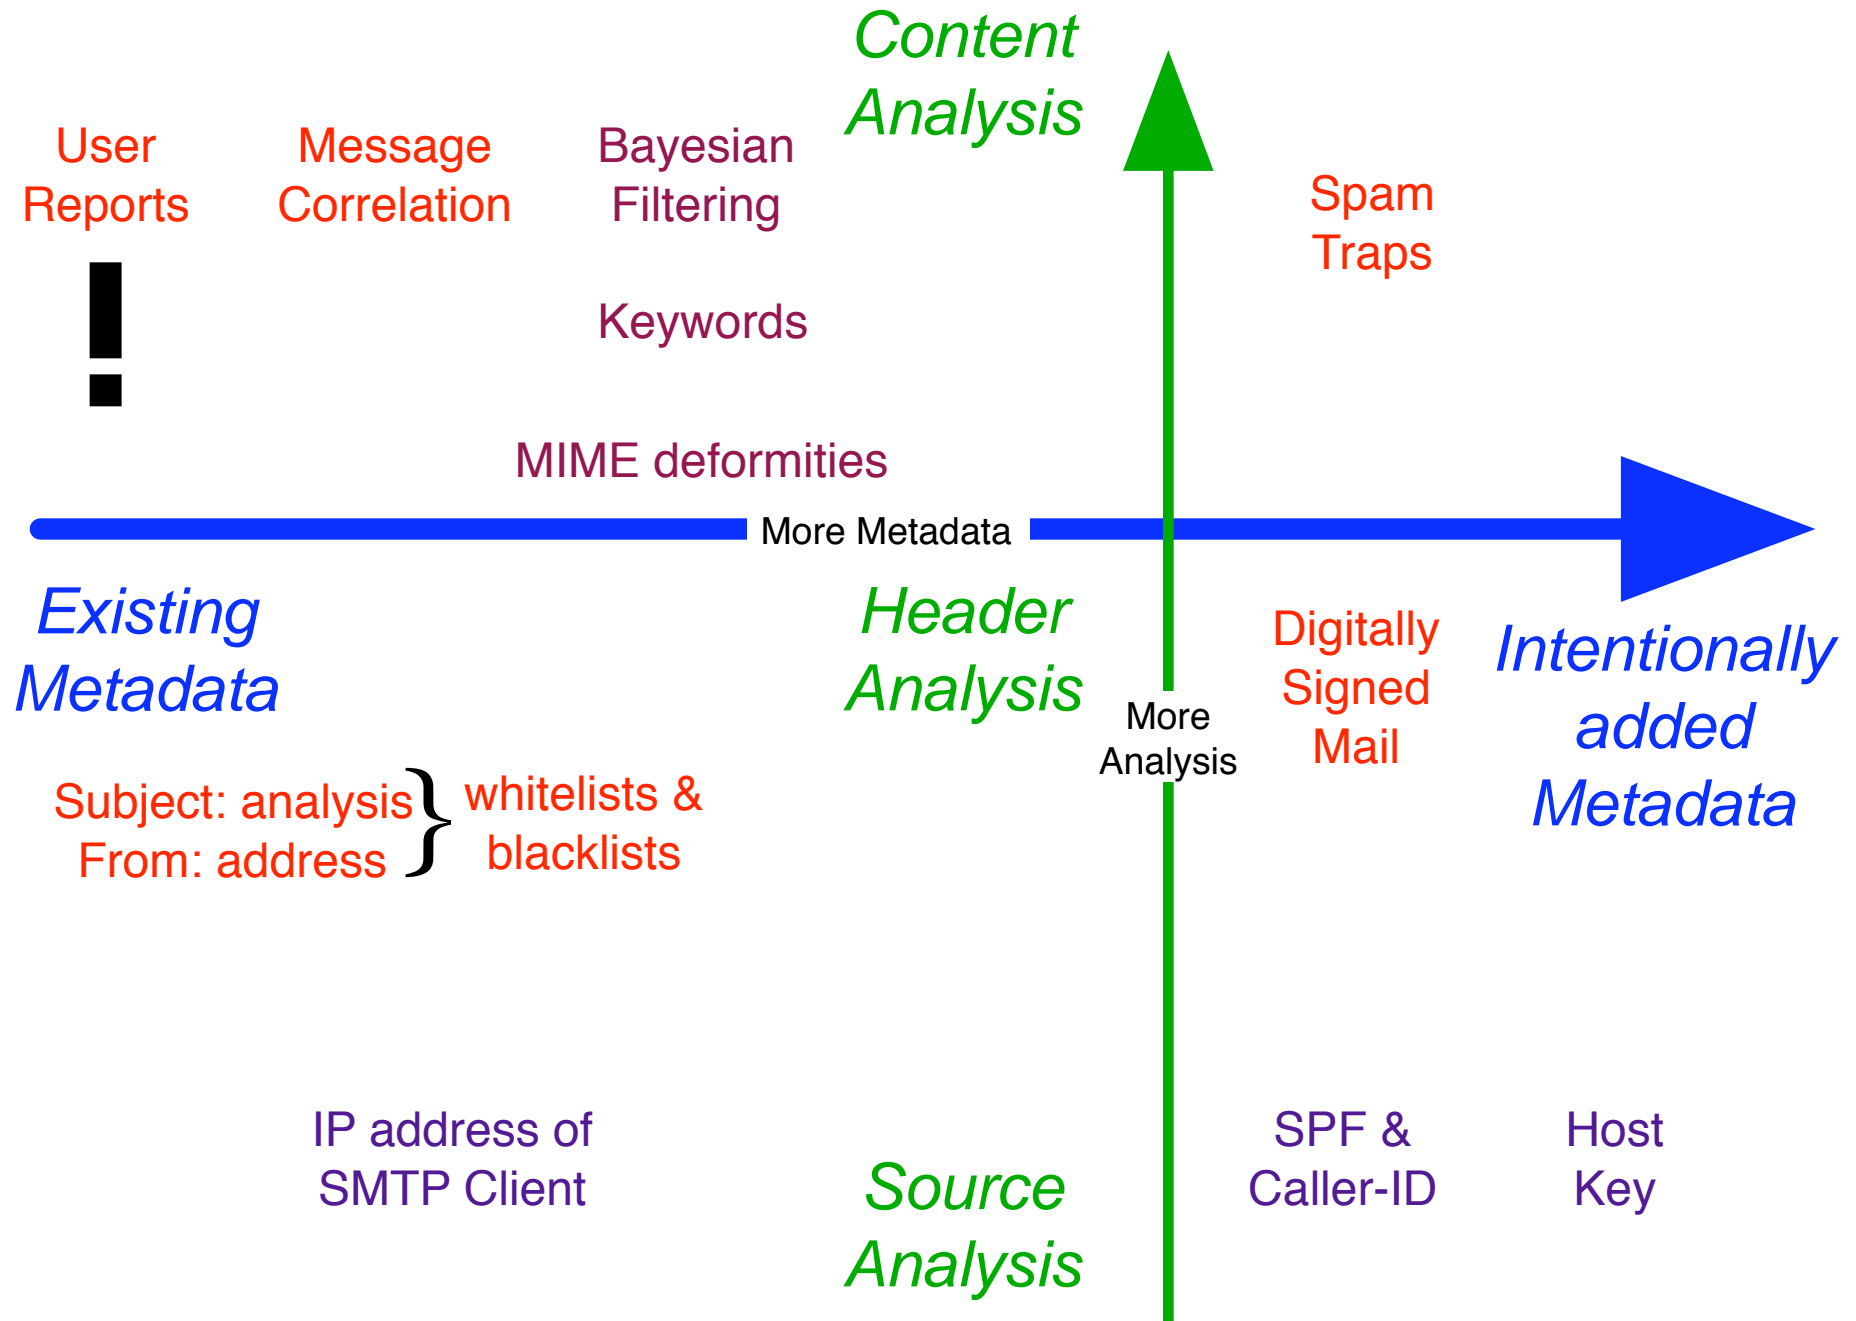 Content
Analysis
User
Reports
Message
Correlation
Bayesian
Filtering
Spam
Traps
!
Keywords
MIME deformities
More Metadata
Existing
Metadata
Header
Analysis
Digitally
Signed
Mail
Intentionally
added
Metadata
More
Analysis
Subject: analysis
From: address
}
whitelists &
blacklists
IP address of
SMTP Client
Source
Analysis
SPF &
Caller-ID
Host
Key